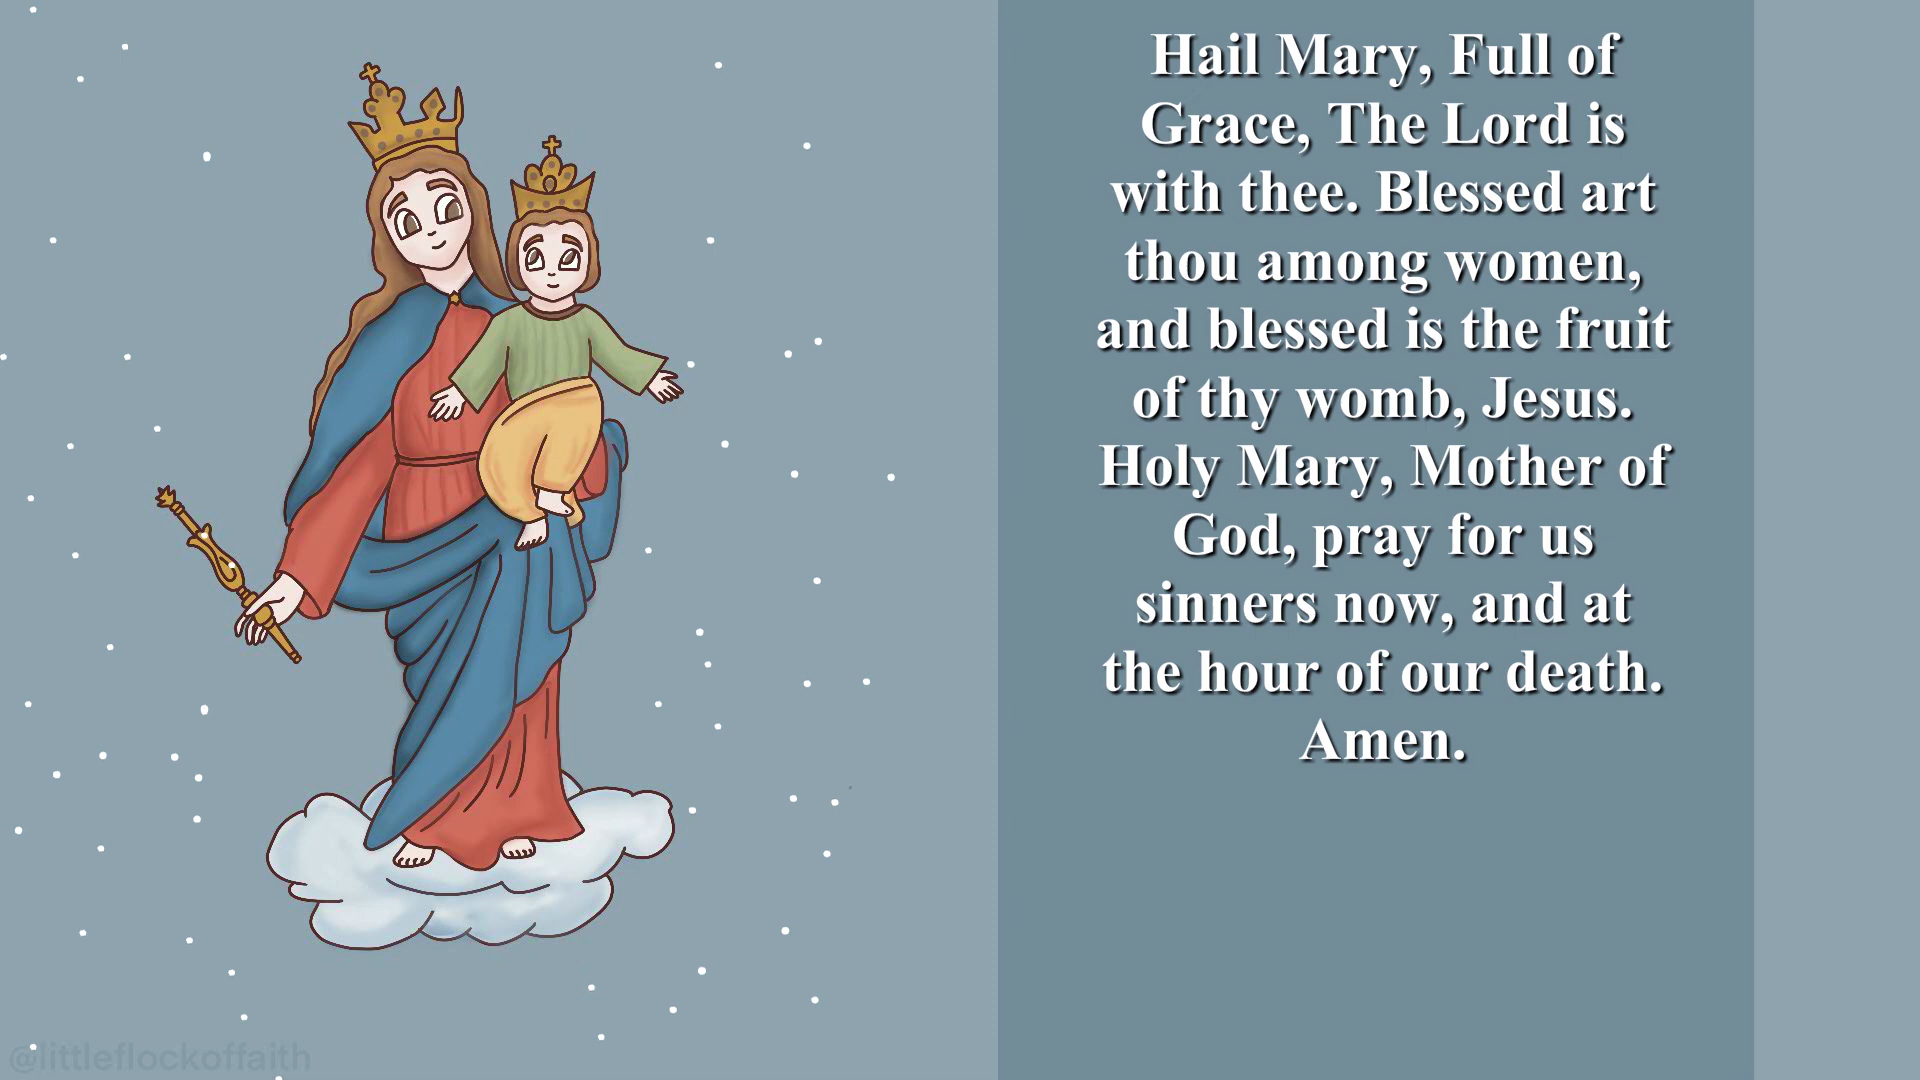 Hail Mary, Full of
Grace, The Lord is
with thee. Blessed art
thou among women,
and blessed is the fruit
of thy womb, Jesus.
Holy Mary, Mother of
God, pray for us
sinners now, and at
the hour of our death.
Amen.
@littleflockoffaith